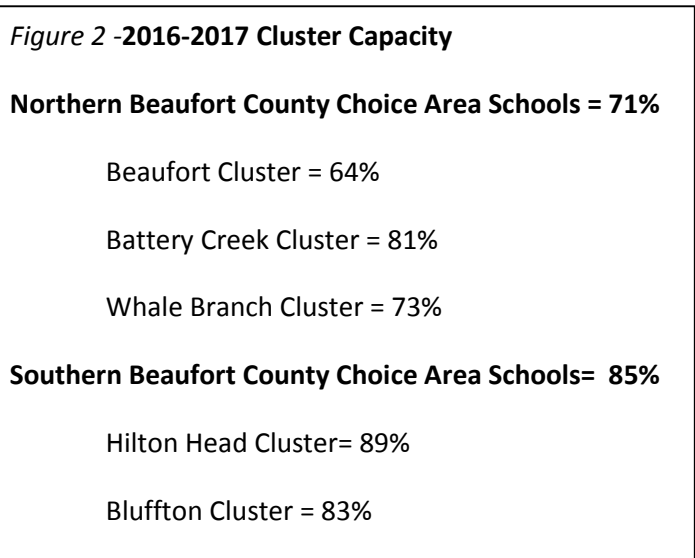 Figure 2 -2016-2017 Cluster Capacity
Northern Beaufort County Choice Area Schools = 71%
Beaufort Cluster = 64%
Battery Creek Cluster = 81%
Whale Branch Cluster = 73%
Southern Beaufort County Choice Area Schools=  85%
Hilton Head Cluster= 89%
Bluffton Cluster = 83%